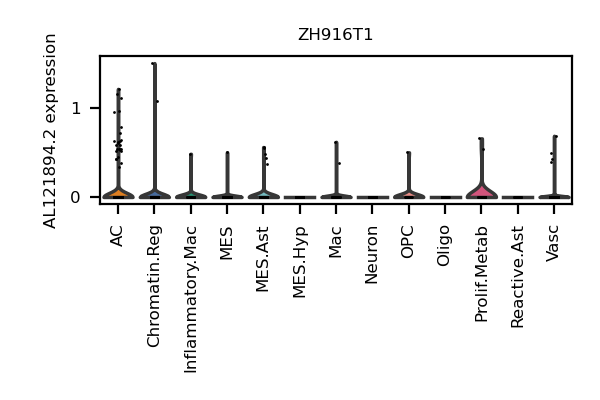 ZH916T1
AL121894.2 expression
1
0
AC
Chromatin.Reg
Inflammatory.Mac
MES
MES.Ast
MES.Hyp
Mac
Neuron
OPC
Oligo
Prolif.Metab
Reactive.Ast
Vasc